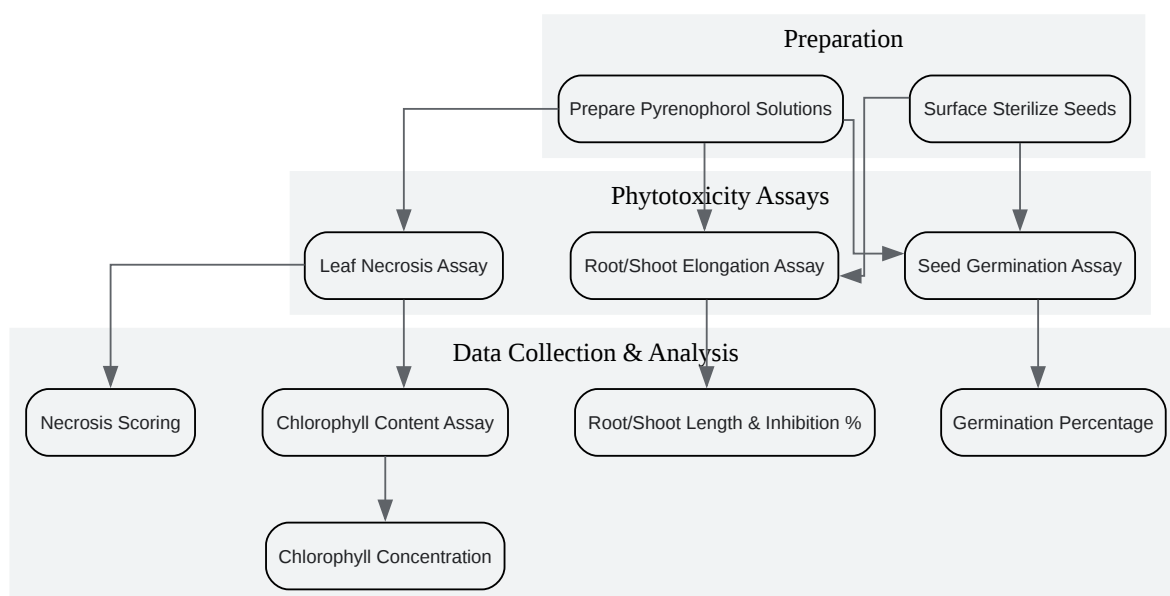 Preparation
Prepare Pyrenophorol Solutions
Surface Sterilize Seeds
Phytotoxicity Assays
Leaf Necrosis Assay
Root/Shoot Elongation Assay
Seed Germination Assay
Data Collection & Analysis
Necrosis Scoring
Chlorophyll Content Assay
Root/Shoot Length & Inhibition %
Germination Percentage
Chlorophyll Concentration